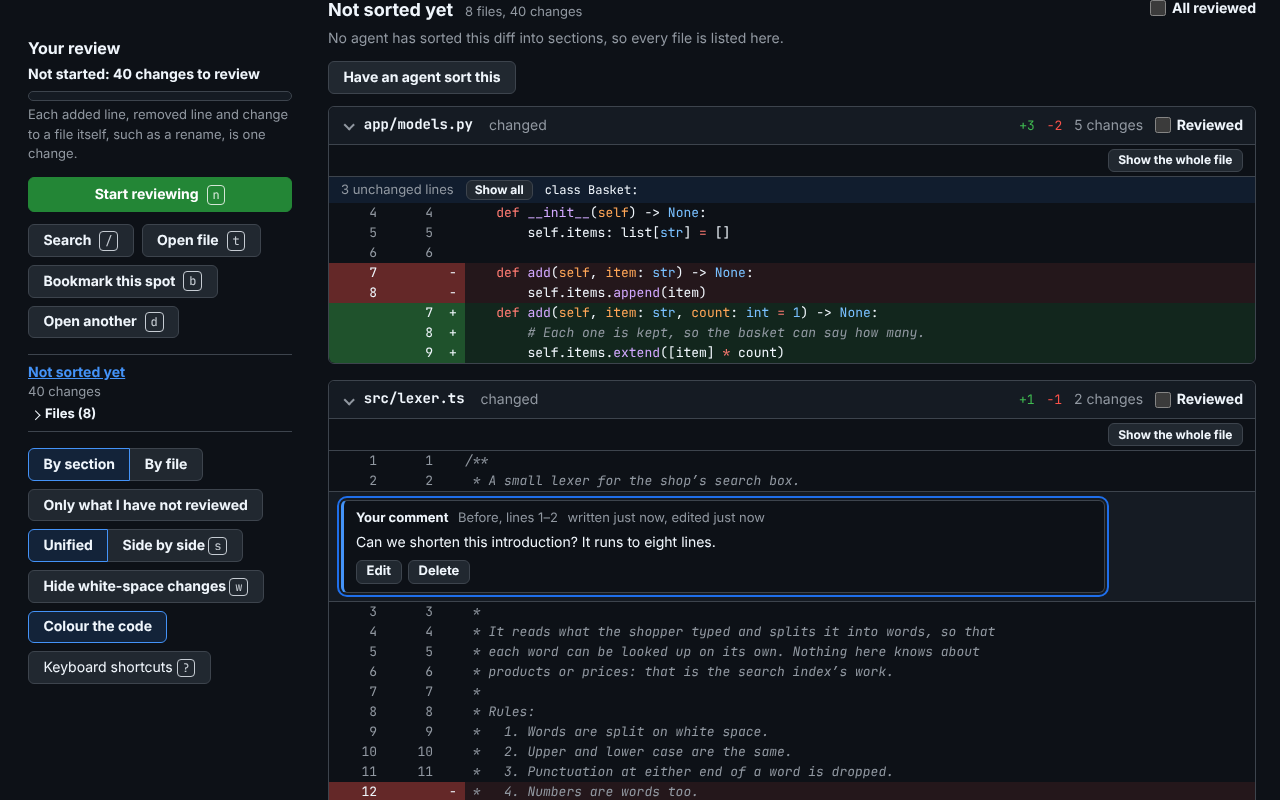 Your review
Not started: 40 changes to review
Each added line, removed line and change
to a file itself, such as a rename, is one
change.
Start reviewing n
Search / Open file t
Bookmark this spot b
Open another d
Not sorted yet
40 changes
Files (8)
By section By file
Only what I have not reviewed
Unified Side by side s
Hide white-space changes w
Colour the code
Keyboard shortcuts ?
Not sorted yet 8 files, 40 changes All reviewed
No agent has sorted this diff into sections, so every file is listed here.
Have an agent sort this
app/models.py changed +3 -2 5 changes Reviewed
Show the whole file
3 unchanged lines Show all class Basket:
4 4 def __init__(self) -> None:
5 5 self.items: list[str] = []
6 6
7 - def add(self, item: str) -> None:
8 - self.items.append(item)
7 + def add(self, item: str, count: int = 1) -> None:
8 + # Each one is kept, so the basket can say how many.
9 + self.items.extend([item] * count)
src/lexer.ts changed +1 -1 2 changes Reviewed
Show the whole file
1 1 /**
2 2 * A small lexer for the shop’s search box.
Your comment Before, lines 1–2 written just now, edited just now
Can we shorten this introduction? It runs to eight lines.
Edit Delete
3 3 *
4 4 * It reads what the shopper typed and splits it into words, so that
5 5 * each word can be looked up on its own. Nothing here knows about
6 6 * products or prices: that is the search index’s work.
7 7 *
8 8 * Rules:
9 9 * 1. Words are split on white space.
10 10 * 2. Upper and lower case are the same.
11 11 * 3. Punctuation at either end of a word is dropped.
12 - * 4. Numbers are words too.